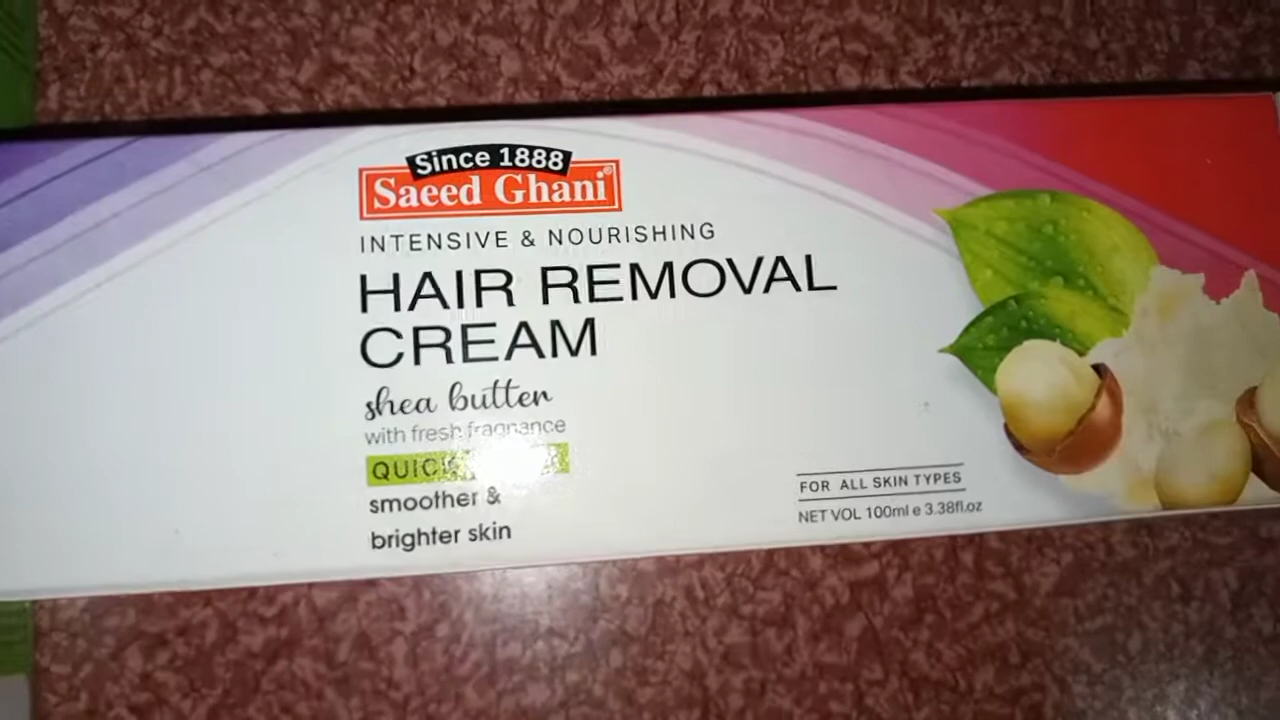 Since 1888
Saeed Ghani®
INTENSIVE & NOURISHING
HAIR REMOVAL
CREAM
shea butter
with fresh fragnance
QUICK
smoother &
brighter skin
FOR ALL SKIN TYPES
NET VOL 100ml e 3.38fl.oz